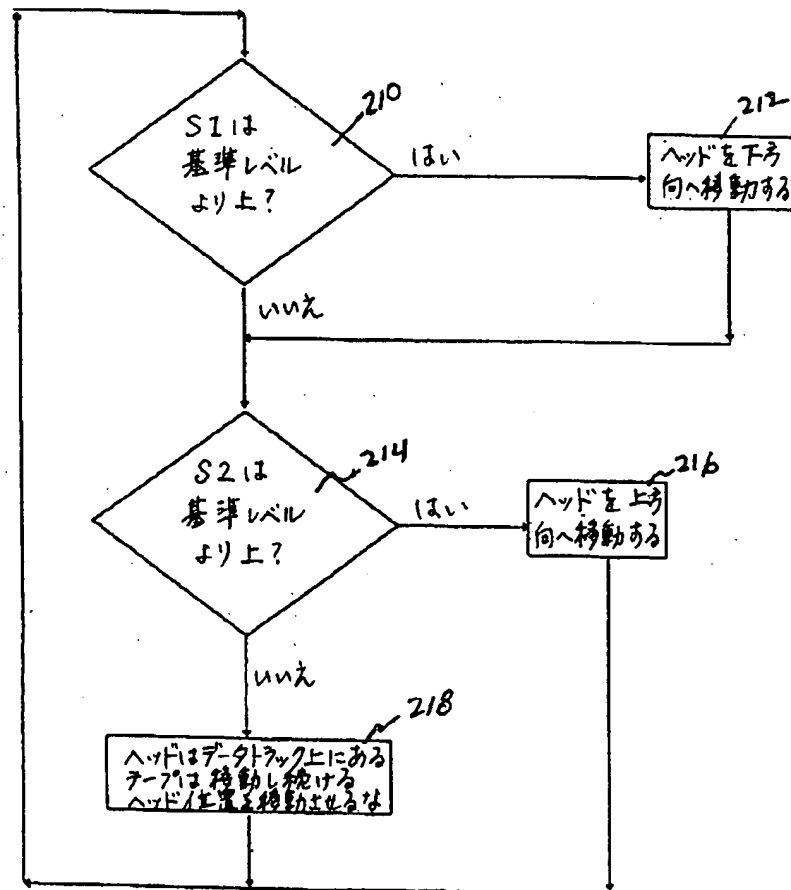 210
S1は
基準レベル
より上?
はい
212
ヘッドを下方
向へ移動する
いいえ
214
S2は
基準レベル
より上?
はい
216
ヘッドを上方
向へ移動する
いいえ
218
ヘッドはデータトラック上にある
テープは移動し続ける
ヘッド位置を移動させるな